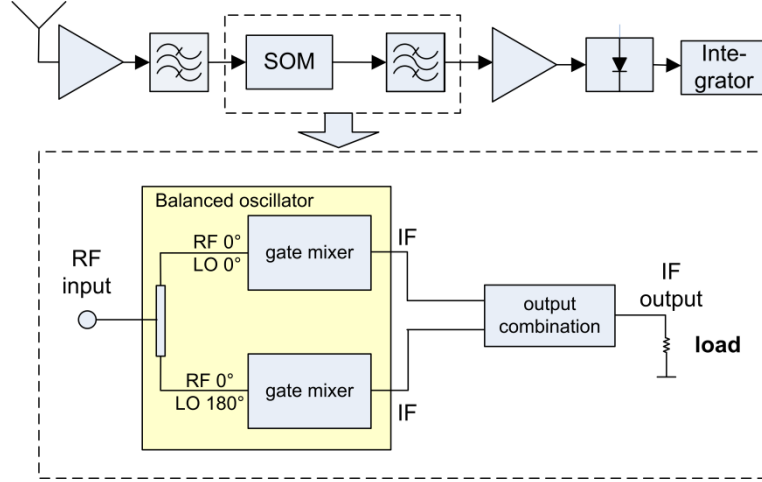 SOM
Inte-
grator
Balanced oscillator
RF 0°
LO 0°
gate mixer
IF
RF
input
output
combination
IF
output
load
RF 0°
LO 180°
gate mixer
IF